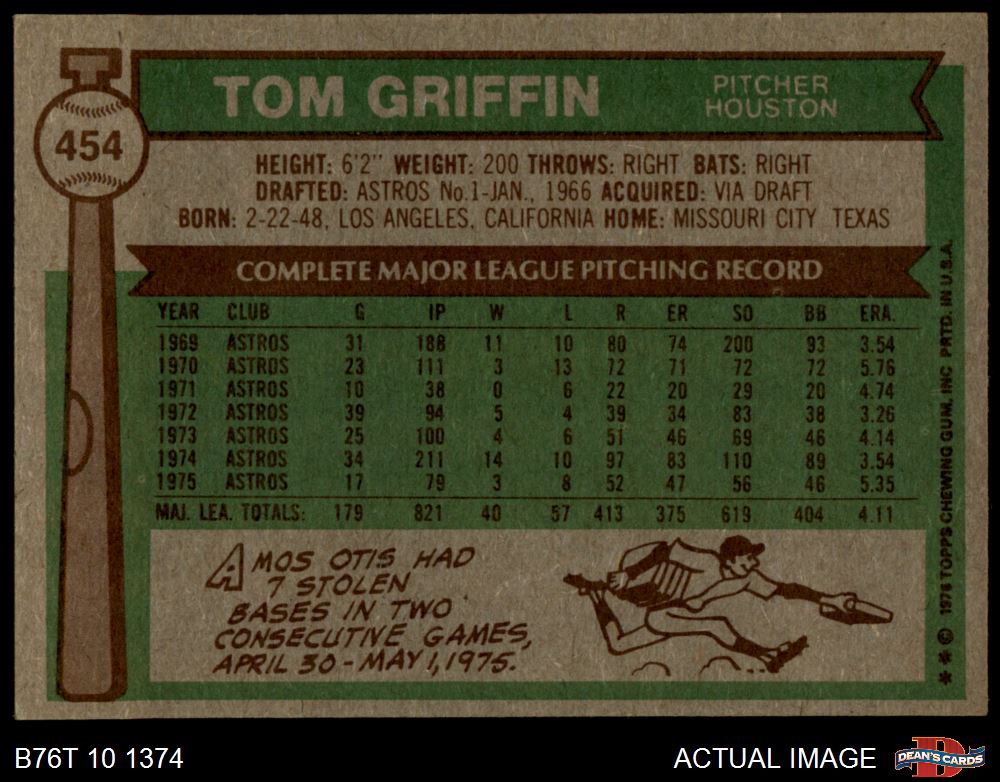 454
TOM GRIFFIN
PITCHER
HOUSTON
HEIGHT: 6'2" WEIGHT: 200 THROWS: RIGHT BATS: RIGHT
DRAFTED: ASTROS No.1-JAN., 1966 ACQUIRED: VIA DRAFT
BORN: 2-22-48, LOS ANGELES, CALIFORNIA HOME: MISSOURI CITY TEXAS
COMPLETE MAJOR LEAGUE PITCHING RECORD
YEAR CLUB G IP W L R ER SO BB ERA.
1969 ASTROS 31 188 11 10 80 74 200 93 3.54
1970 ASTROS 23 111 3 13 72 71 72 72 5.76
1971 ASTROS 10 38 0 6 22 20 29 20 4.74
1972 ASTROS 39 94 5 4 39 34 83 38 3.26
1973 ASTROS 25 100 4 6 51 46 69 46 4.14
1974 ASTROS 34 211 14 10 97 83 110 89 3.54
1975 ASTROS 17 79 3 8 52 47 56 46 5.35
MAJ. LEA. TOTALS: 179 821 40 57 413 375 619 404 4.11
AMOS OTIS HAD
7 STOLEN
BASES IN TWO
CONSECUTIVE GAMES,
APRIL 30 - MAY 1, 1975.
** © 1976 TOPPS CHEWING GUM, INC PRTD. IN U.S.A.
B76T 10 1374
ACTUAL IMAGE
D
DEAN'S CARDS